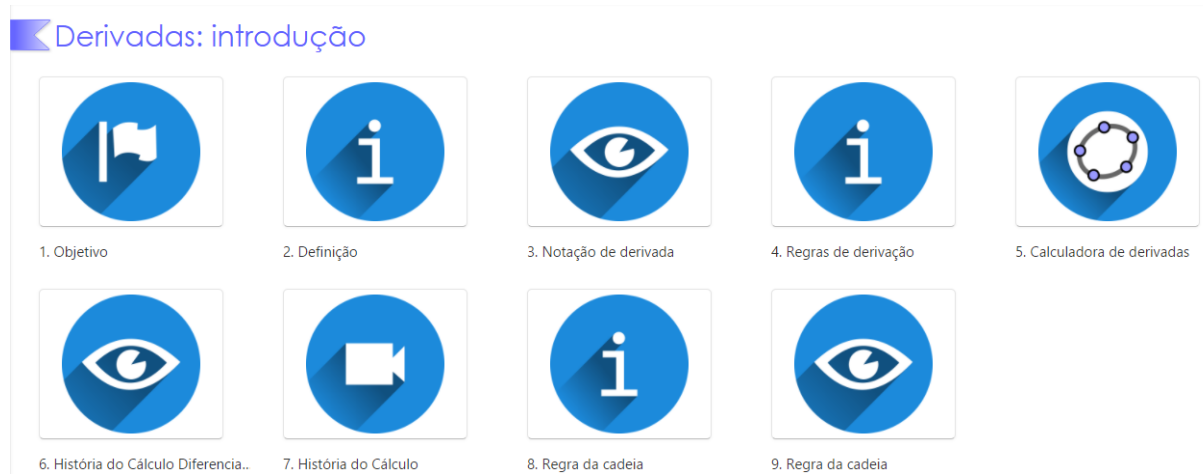 Derivadas: introdução
1. Objetivo
2. Definição
3. Notação de derivada
4. Regras de derivação
5. Calculadora de derivadas
6. História do Cálculo Diferencia..
7. História do Cálculo
8. Regra da cadeia
9. Regra da cadeia